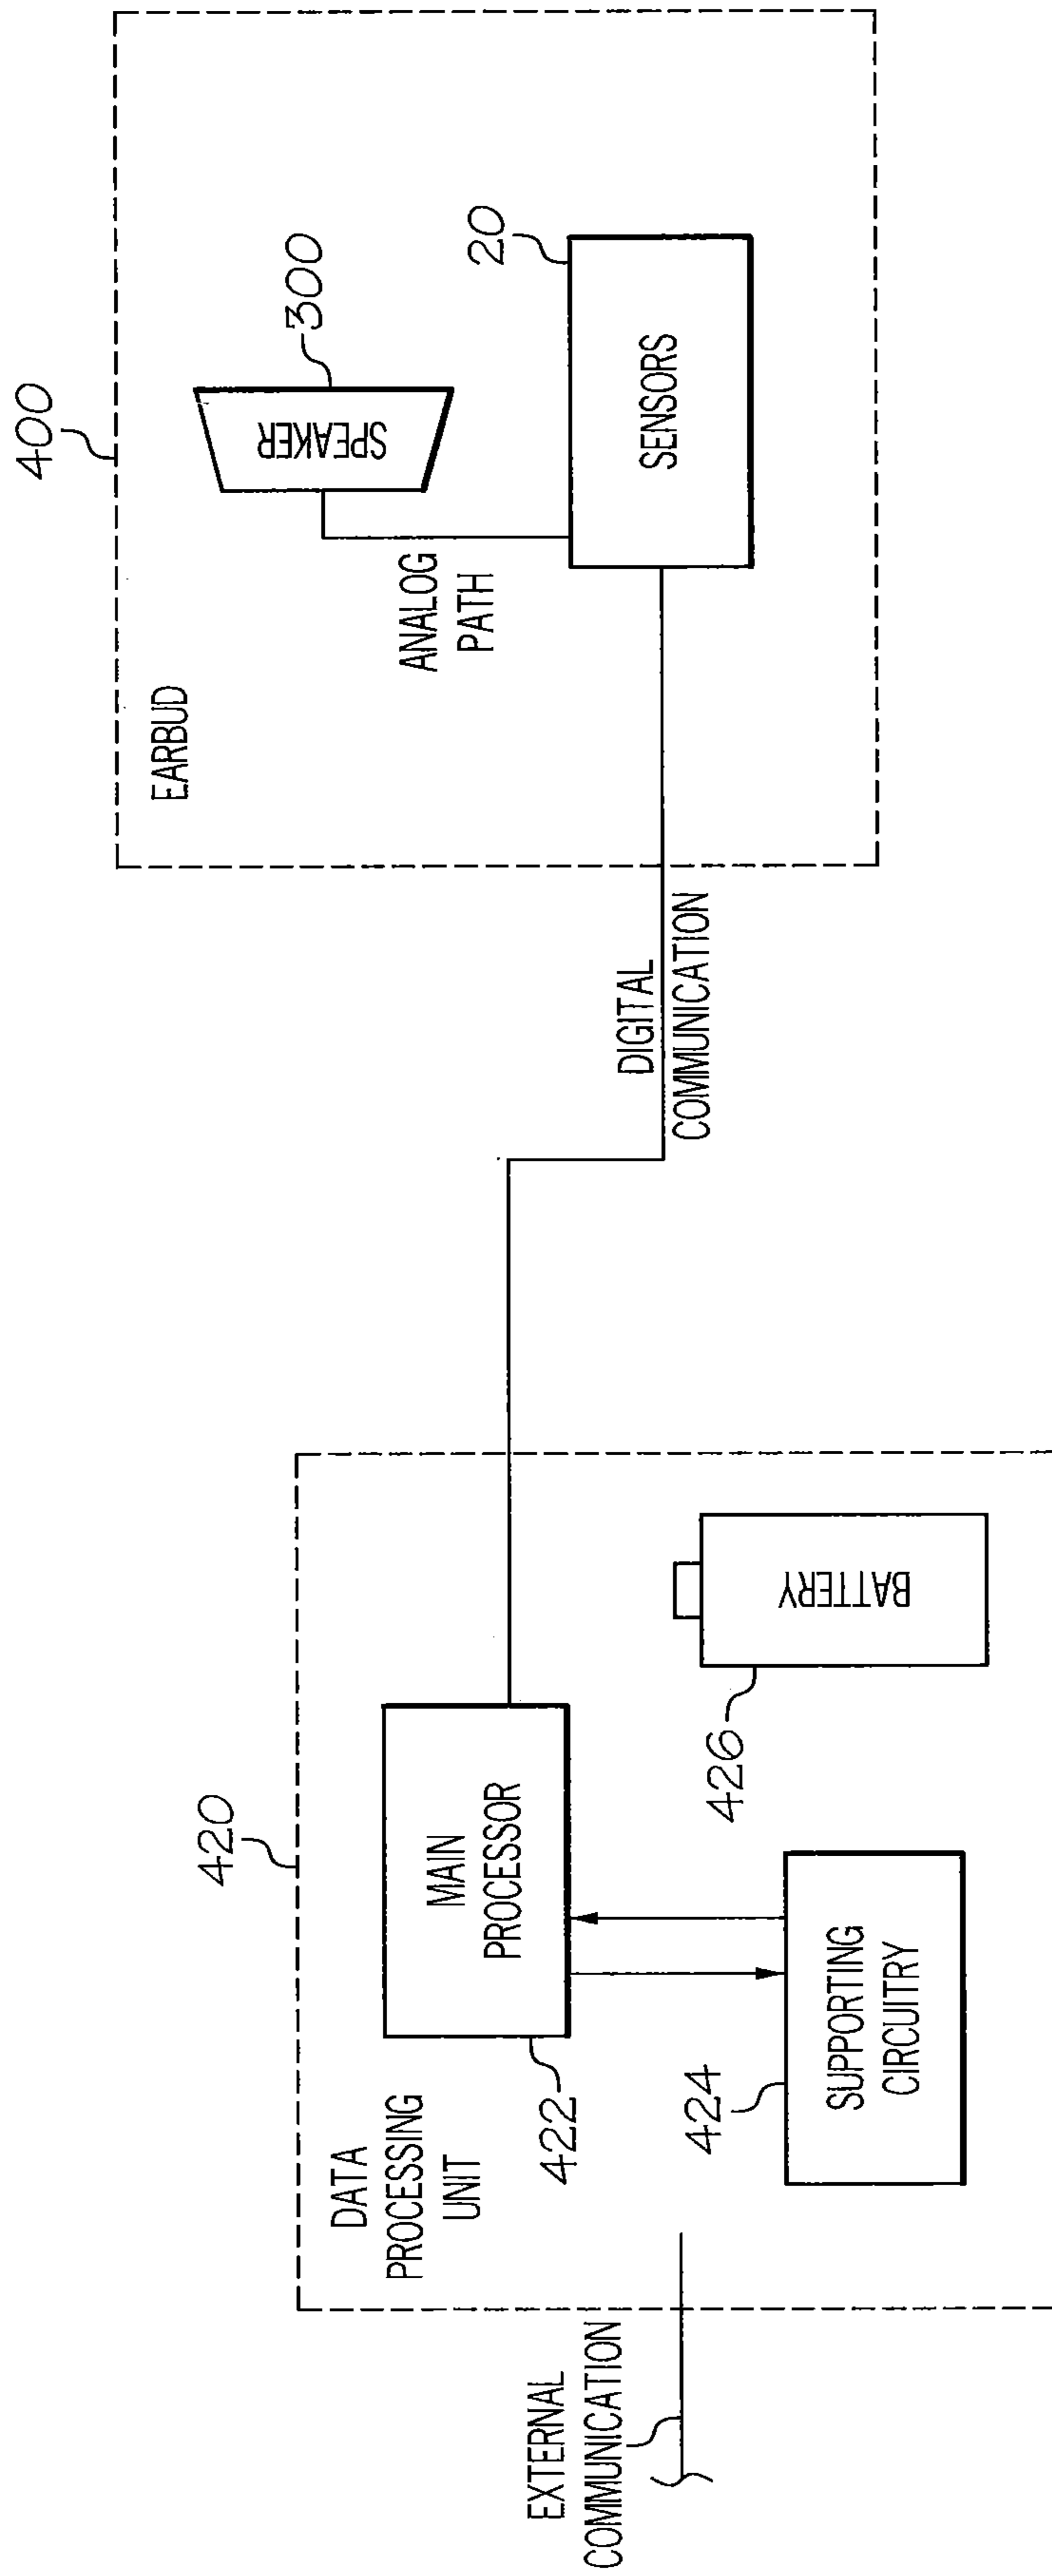 400
EARBUD
300
SPEAKER
20
ANALOG
PATH
SENSORS
DIGITAL
COMMUNICATION
420
DATA
PROCESSING
UNIT
MAIN
PROCESSOR
422
424
SUPPORTING
CIRCUITRY
426
BATTERY
EXTERNAL
COMMUNICATION